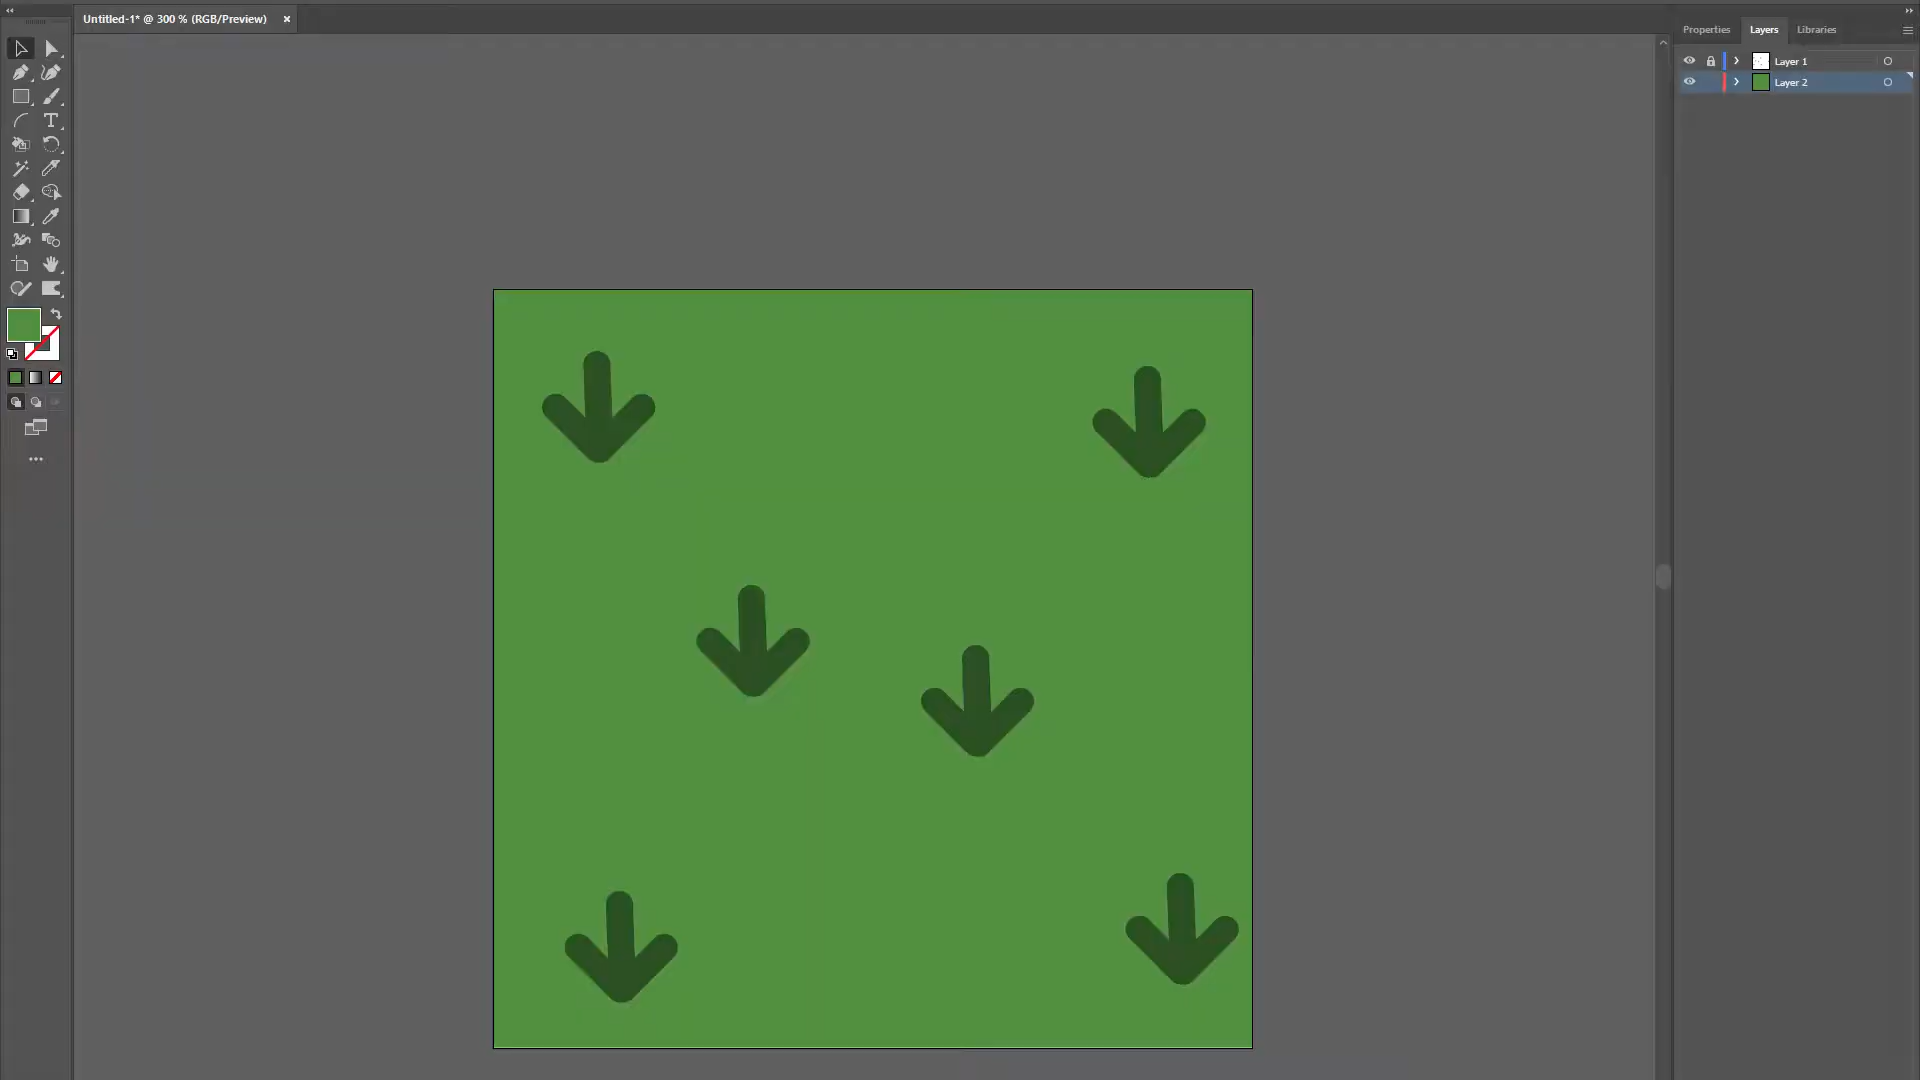 Untitled-1* @ 300 % (RGB/Preview)
Properties
Layers
Libraries
Layer 1
Layer 2